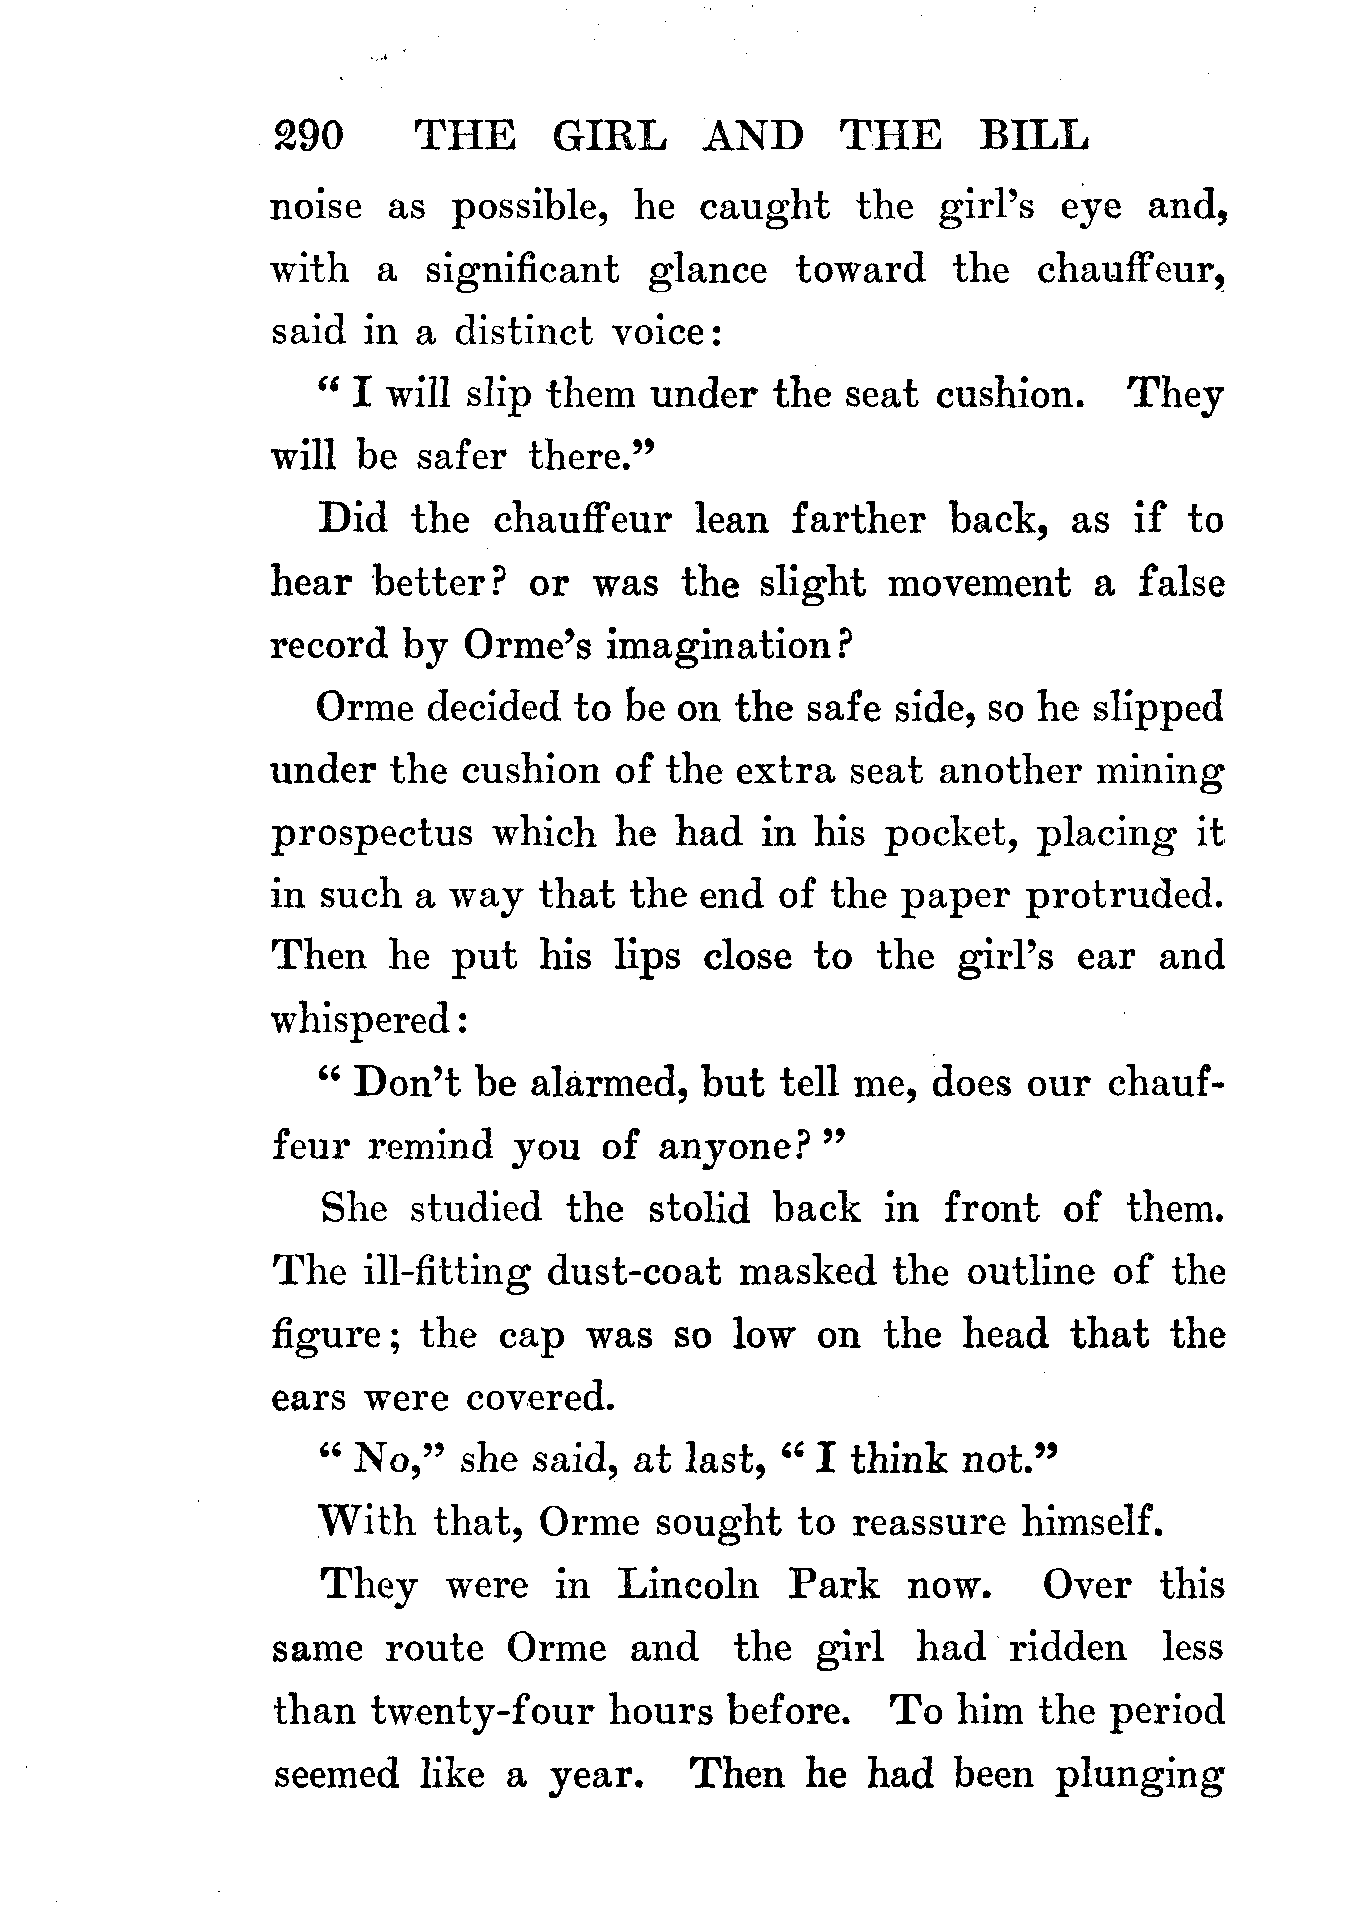 290 THE GIRL AND THE BILL
noise as possible, he caught the girl's eye and,
with a significant glance toward the chauffeur,
said in a distinct voice:
" I will slip them under the seat cushion. They
will be safer there."
Did the chauffeur lean farther back, as if to
hear better? or was the slight movement a false
record by Orme's imagination?
Orme decided to be on the safe side, so he slipped
under the cushion of the extra seat another mining
prospectus which he had in his pocket, placing it
in such a way that the end of the paper protruded.
Then he put his lips close to the girl's ear and
whispered:
" Don't be alarmed, but tell me, does our chauf-
feur remind you of anyone? "
She studied the stolid back in front of them.
The ill-fitting dust-coat masked the outline of the
figure; the cap was so low on the head that the
ears were covered.
" No," she said, at last, " I think not."
With that, Orme sought to reassure himself.
They were in Lincoln Park now. Over this
same route Orme and the girl had ridden less
than twenty-four hours before. To him the period
seemed like a year. Then he had been plunging